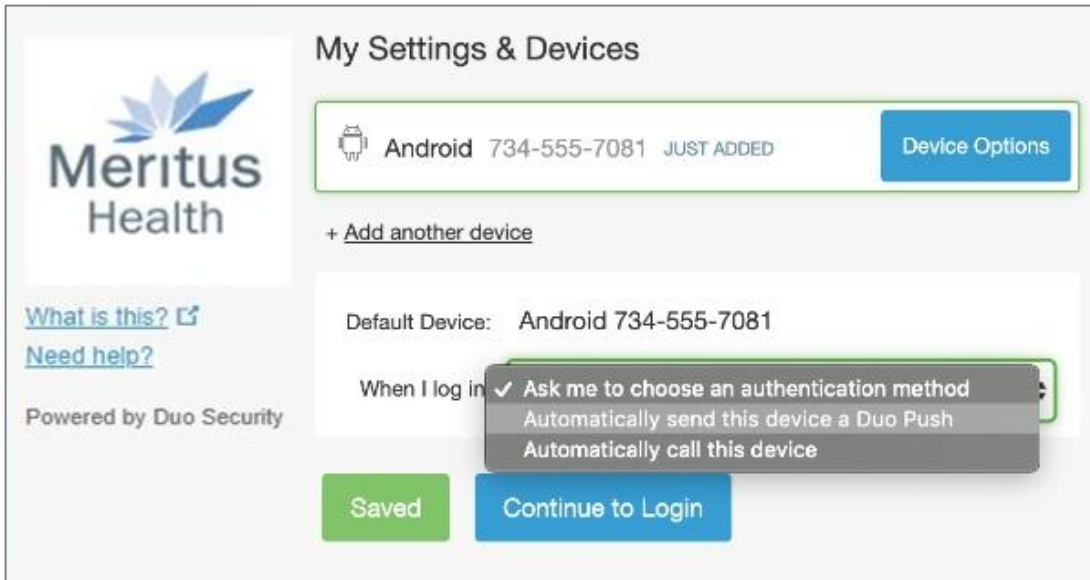 Meritus
Health
What is this?
Need help?
Powered by Duo Security
My Settings & Devices
Android 734-555-7081 JUST ADDED
Device Options
+ Add another device
Default Device: Android 734-555-7081
When I log in ✓ Ask me to choose an authentication method
Automatically send this device a Duo Push
Automatically call this device
Saved
Continue to Login